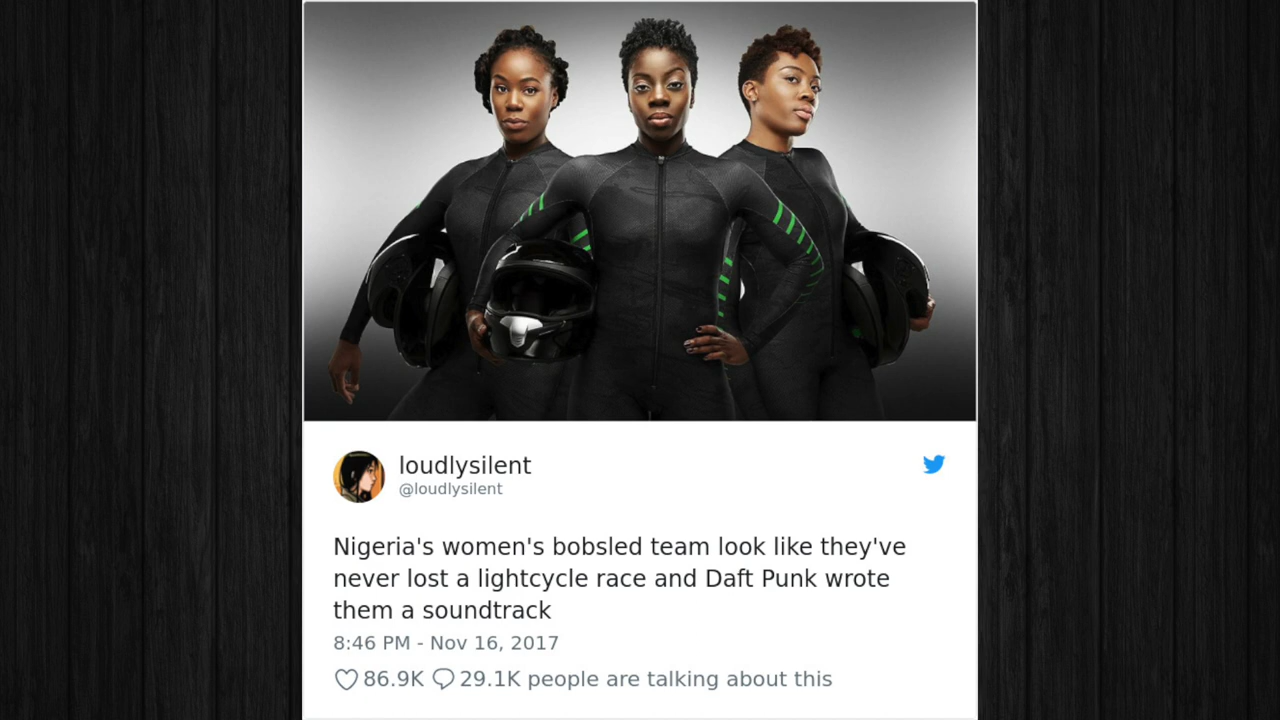 loudlysilent
@loudlysilent
Nigeria's women's bobsled team look like they've
never lost a lightcycle race and Daft Punk wrote
them a soundtrack
8:46 PM - Nov 16, 2017
86.9K 29.1K people are talking about this